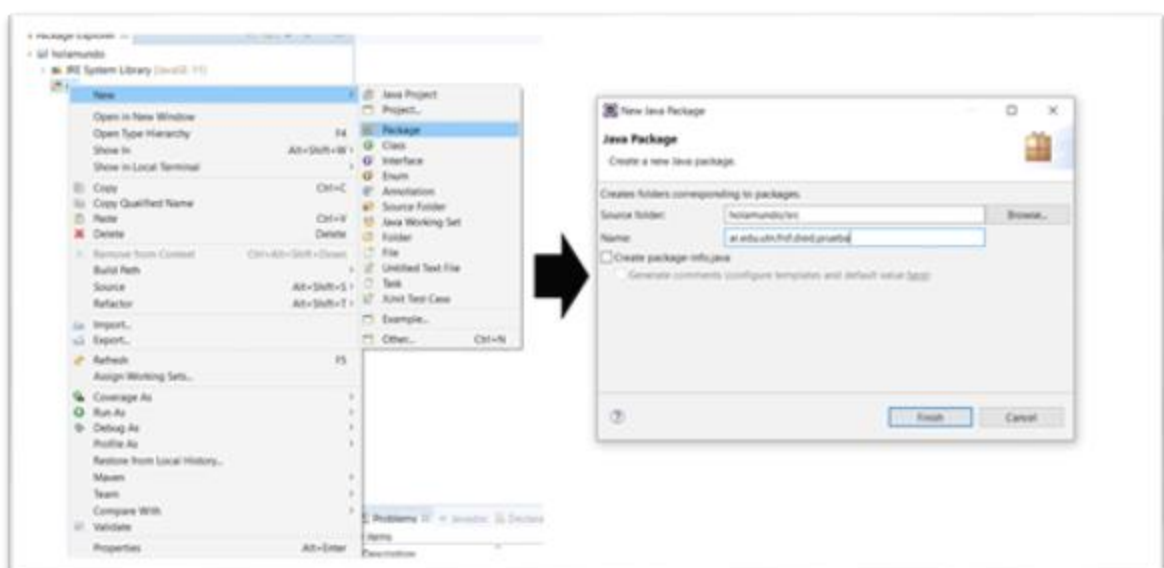 Package Explorer
holamundo
JRE System Library [JavaSE-11]
New
Open in New Window
Open Type Hierarchy F4
Show In Alt+Shift+W
Show in Local Terminal
Copy Ctrl+C
Copy Qualified Name
Paste Ctrl+V
Delete Delete
Remove from Context Ctrl+Alt+Shift+Down
Build Path
Source Alt+Shift+S
Refactor Alt+Shift+T
Import...
Export...
Refresh F5
Assign Working Sets...
Coverage As
Run As
Debug As
Profile As
Restore from Local History...
Maven
Team
Compare With
Validate
Properties Alt+Enter
Java Project
Project...
Package
Class
Interface
Enum
Annotation
Source Folder
Java Working Set
Folder
File
Untitled Text File
Task
JUnit Test Case
Example...
Other... Ctrl+N
Problems Javadoc Declara
items
Description
New Java Package
Java Package
Create a new Java package.
Creates folders corresponding to packages.
Source folder: holamundo/src Browse...
Name:
Create package-info.java
Generate comments (configure templates and default value here)
Finish Cancel